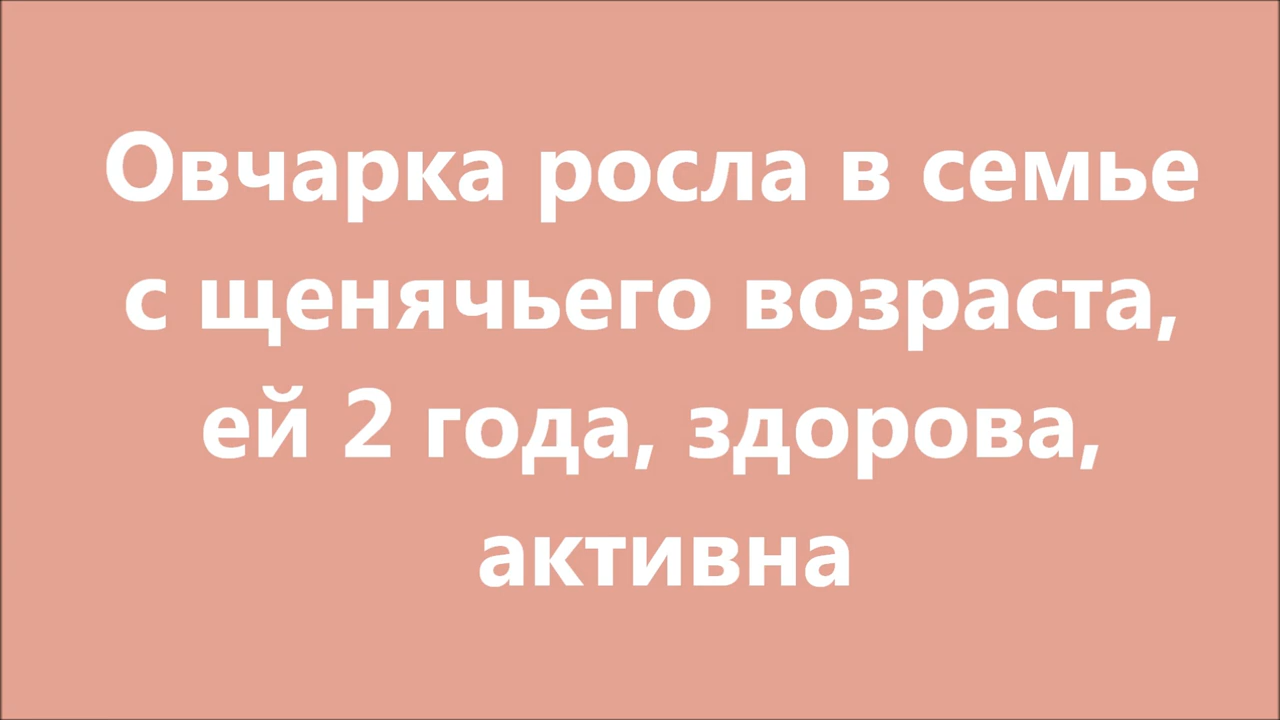 Овчарка росла в семье
с щенячьего возраста,
ей 2 года, здорова,
активна